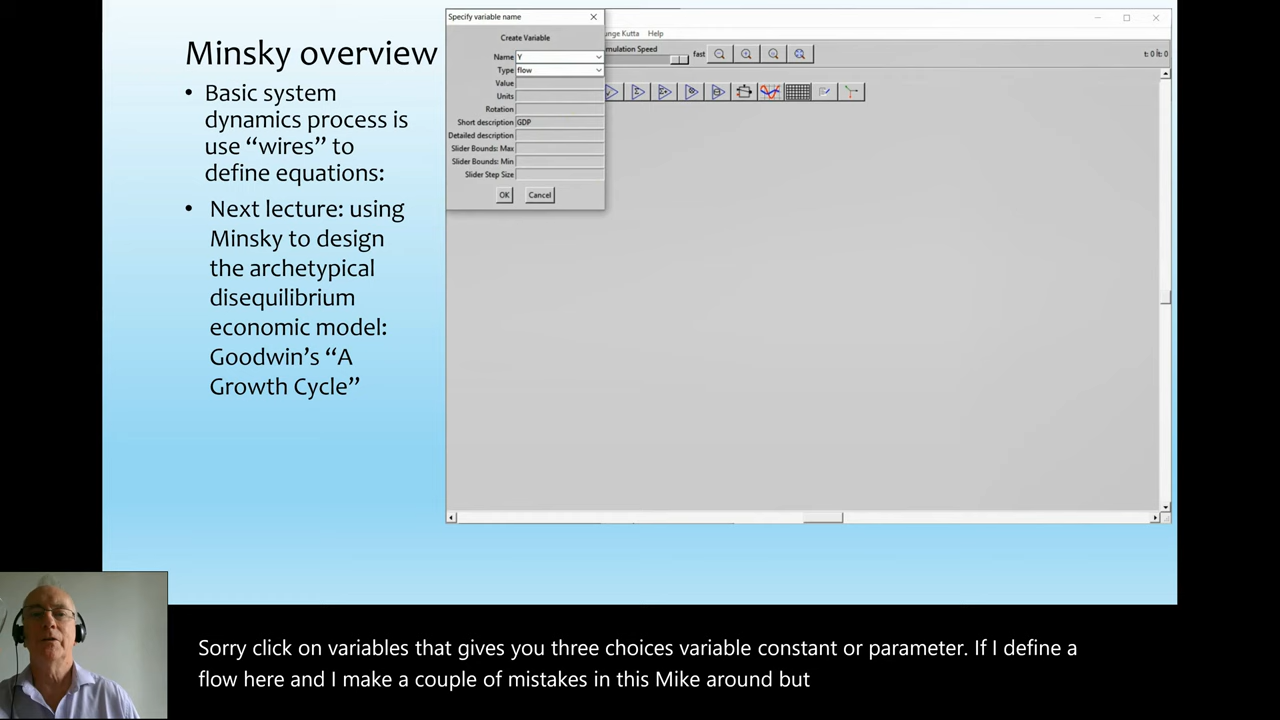 Minsky overview
• Basic system
dynamics process is
use “wires” to
define equations:
• Next lecture: using
Minsky to design
the archetypical
disequilibrium
economic model:
Goodwin’s “A
Growth Cycle”
Specify variable name
Create Variable
Name Y
Type flow
Value
Units
Rotation
Short description GDP
Detailed description
Slider Bounds: Max
Slider Bounds: Min
Slider Step Size
OK Cancel
unge Kutta Help
mulation Speed fast
Sorry click on variables that gives you three choices variable constant or parameter. If I define a
flow here and I make a couple of mistakes in this Mike around but